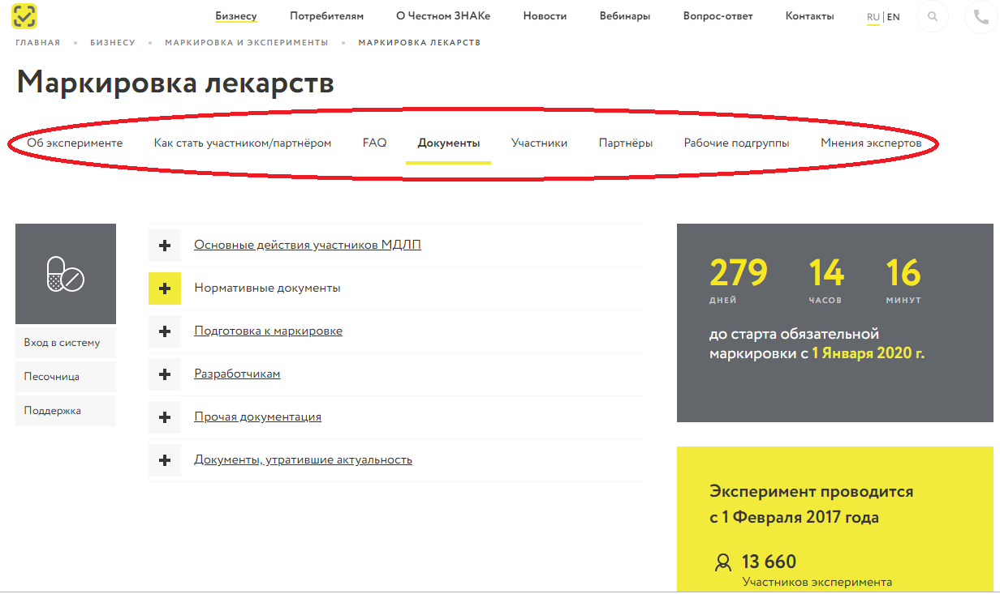 Бизнесу Потребителям О Честном ЗНАКе Новости Вебинары Вопрос-ответ Контакты RU | EN
ГЛАВНАЯ • БИЗНЕСУ • МАРКИРОВКА И ЭКСПЕРИМЕНТЫ • МАРКИРОВКА ЛЕКАРСТВ
Маркировка лекарств
Об эксперименте Как стать участником/партнёром FAQ Документы Участники Партнёры Рабочие подгруппы Мнения экспертов
Вход в систему
Песочница
Поддержка
Основные действия участников МДЛП
Нормативные документы
Подготовка к маркировке
Разработчикам
Прочая документация
Документы, утратившие актуальность
279 14 16
ДНЕЙ ЧАСОВ МИНУТ
до старта обязательной
маркировки с 1 Января 2020 г.
Эксперимент проводится
с 1 Февраля 2017 года
13 660
Участников эксперимента